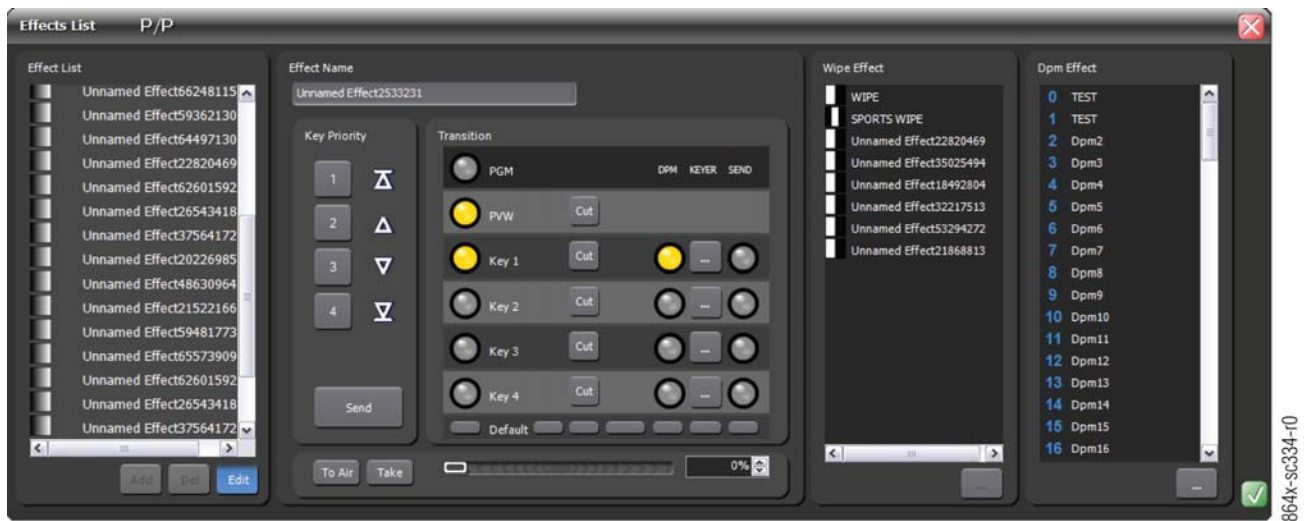 Effects List P/P
Effect List
Unnamed Effect66248115
Unnamed Effect59362130
Unnamed Effect64497130
Unnamed Effect22820469
Unnamed Effect62601592
Unnamed Effect26543418
Unnamed Effect37564172
Unnamed Effect20226985
Unnamed Effect48630964
Unnamed Effect21522166
Unnamed Effect59481773
Unnamed Effect65573909
Unnamed Effect62601592
Unnamed Effect26543418
Unnamed Effect37564172
Add Del Edit
Effect Name
Unnamed Effect2533231
Key Priority
1
2
3
4
Send
Transition
PGM DPM KEYER SEND
PVW Cut
Key 1 Cut ...
Key 2 Cut ...
Key 3 Cut ...
Key 4 Cut ...
Default
To Air Take 0%
Wipe Effect
WIPE
SPORTS WIPE
Unnamed Effect22820469
Unnamed Effect35025494
Unnamed Effect18492804
Unnamed Effect32217513
Unnamed Effect53294272
Unnamed Effect21868813
...
Dpm Effect
0 TEST
1 TEST
2 Dpm2
3 Dpm3
4 Dpm4
5 Dpm5
6 Dpm6
7 Dpm7
8 Dpm8
9 Dpm9
10 Dpm10
11 Dpm11
12 Dpm12
13 Dpm13
14 Dpm14
15 Dpm15
16 Dpm16
...
864x-sc334-r0